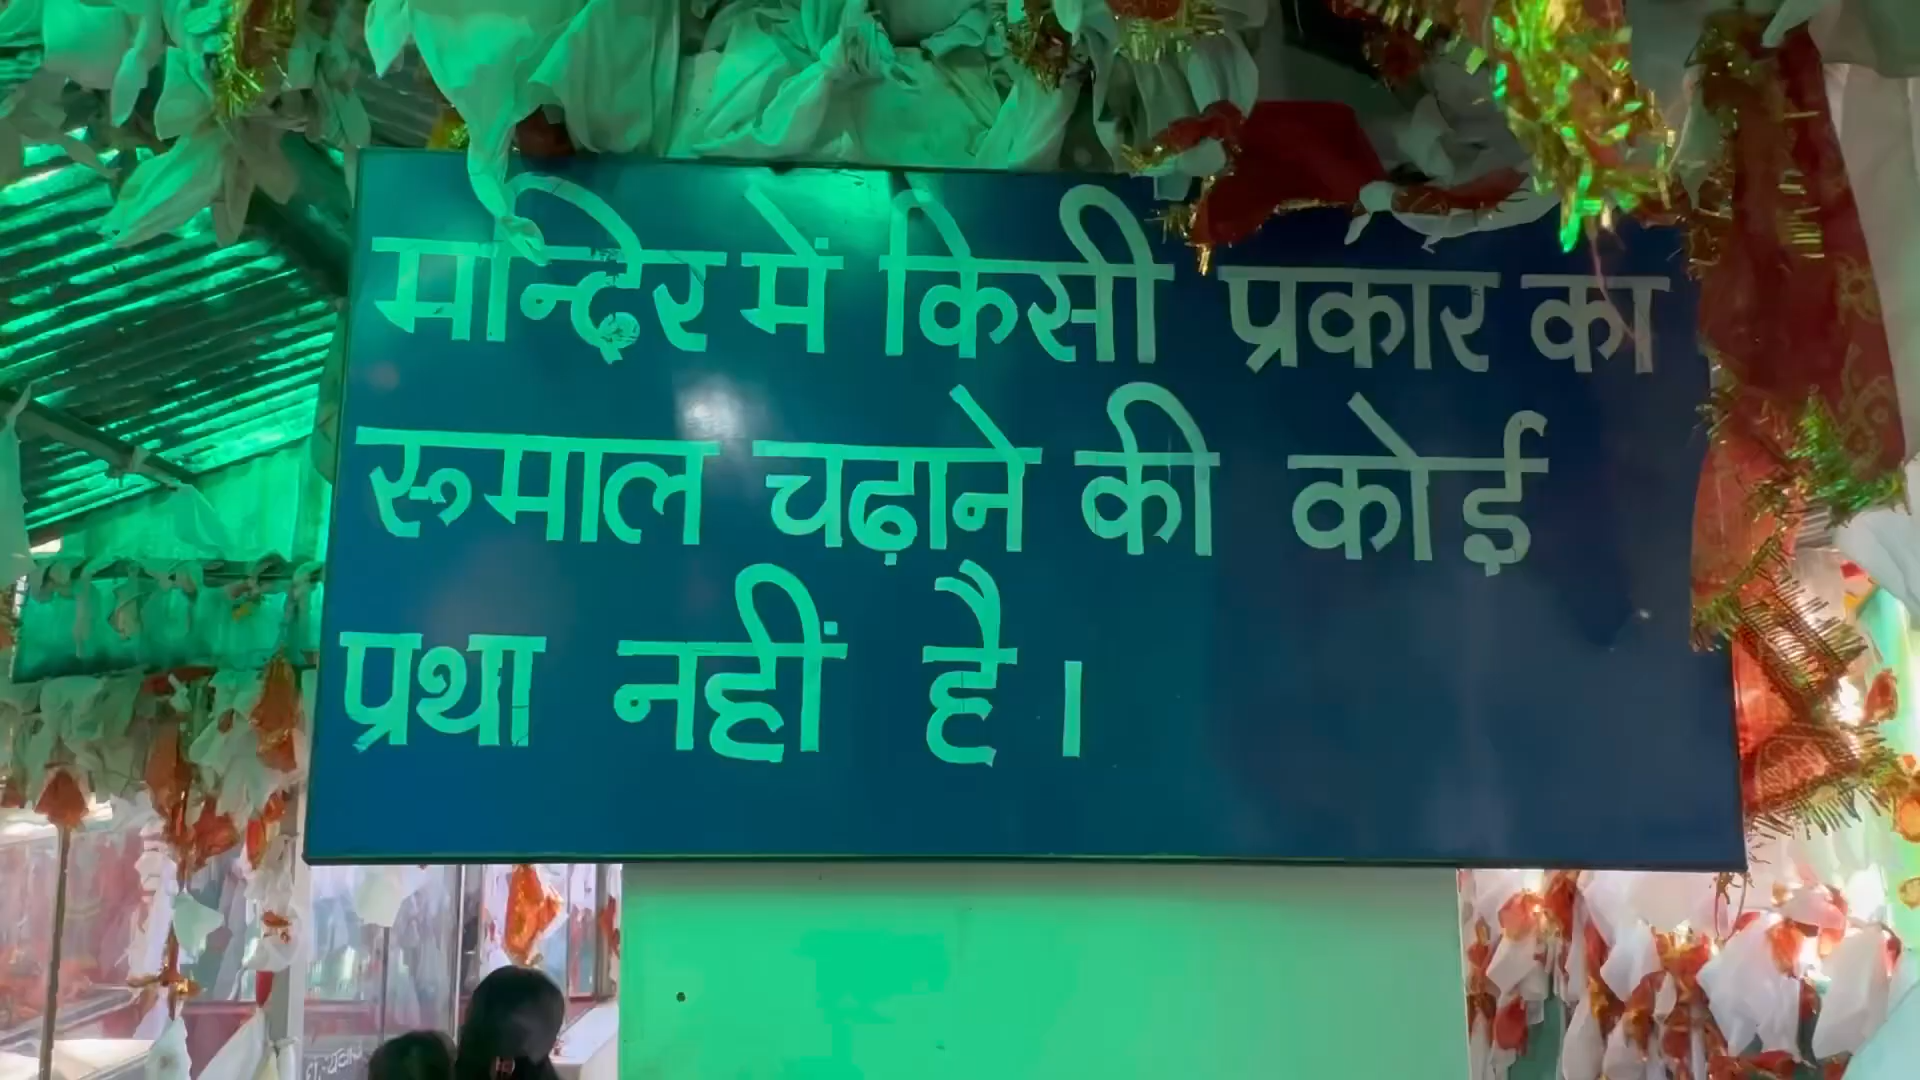 मन्दिर में किसी प्रकार का
रूमाल चढ़ाने की कोई
प्रथा नहीं है।